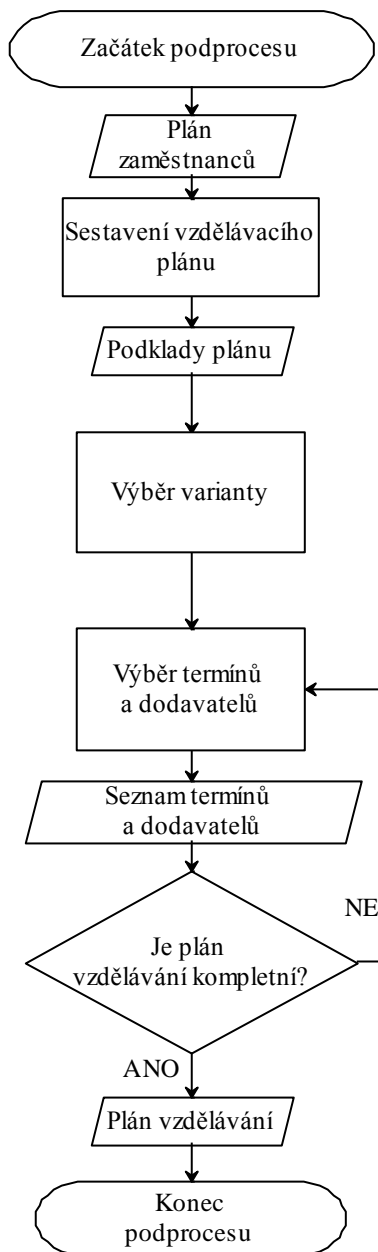 Začátek podprocesu
Plán
zaměstnanců
Sestavení vzdělávacího
plánu
Podklady plánu
Výběr varianty
Výběr termínů
a dodavatelů
Seznam termínů
a dodavatelů
NE
Je plán
vzdělávání kompletní?
ANO
Plán vzdělávání
Konec
podprocesu